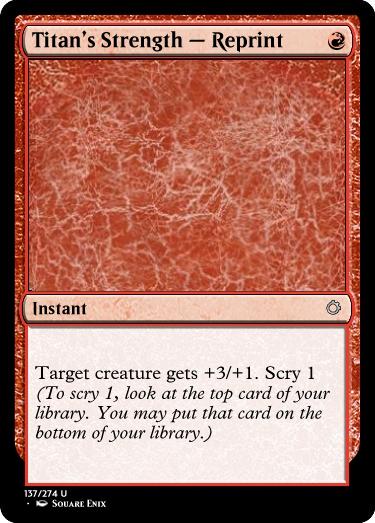 Titan's Strength — Reprint
Instant
Target creature gets +3/+1. Scry 1
(To scry 1, look at the top card of your
library. You may put that card on the
bottom of your library.)
137/274 U
· Square Enix